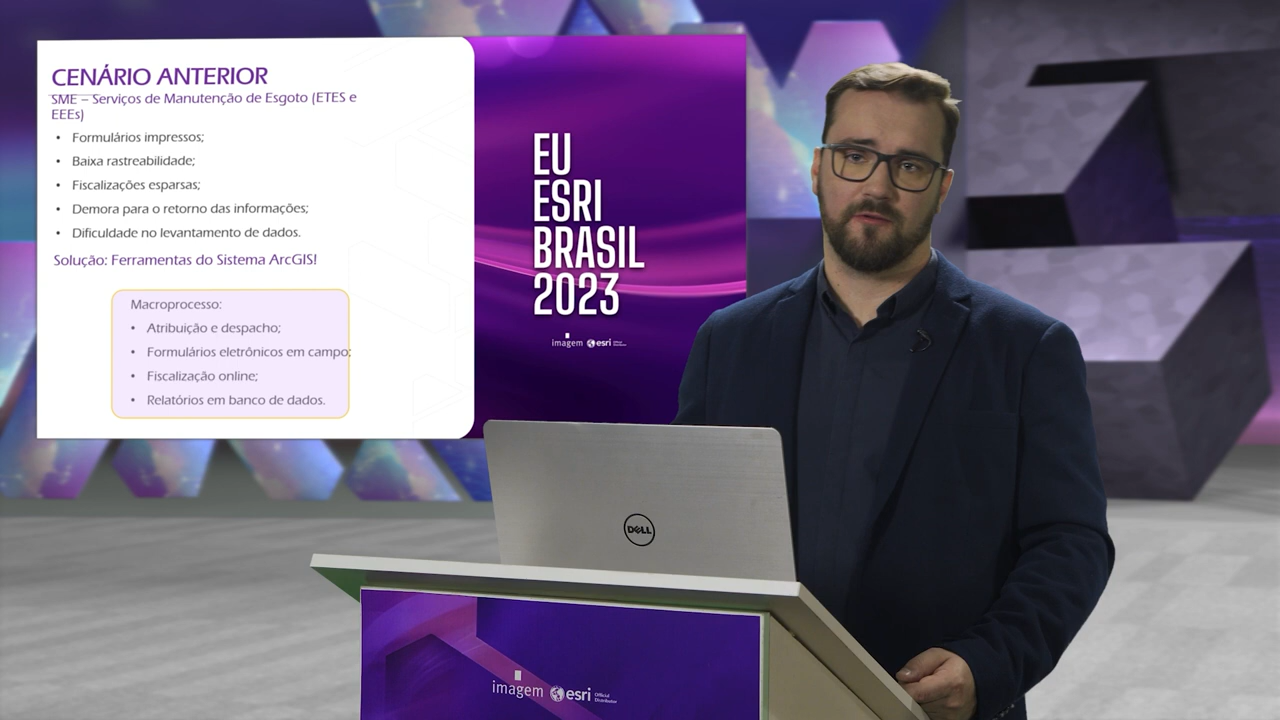 CENÁRIO ANTERIOR
SME – Serviços de Manutenção de Esgoto (ETES e
EEEs)
• Formulários impressos;
• Baixa rastreabilidade;
• Fiscalizações esparsas;
• Demora para o retorno das informações;
• Dificuldade no levantamento de dados.
Solução: Ferramentas do Sistema ArcGIS!
Macroprocesso:
• Atribuição e despacho;
• Formulários eletrônicos em campo;
• Fiscalização online;
• Relatórios em banco de dados.
EU
ESRI
BRASIL
2023
imagem esri Official
Distributor
DELL
imagem esri Official
Distributor